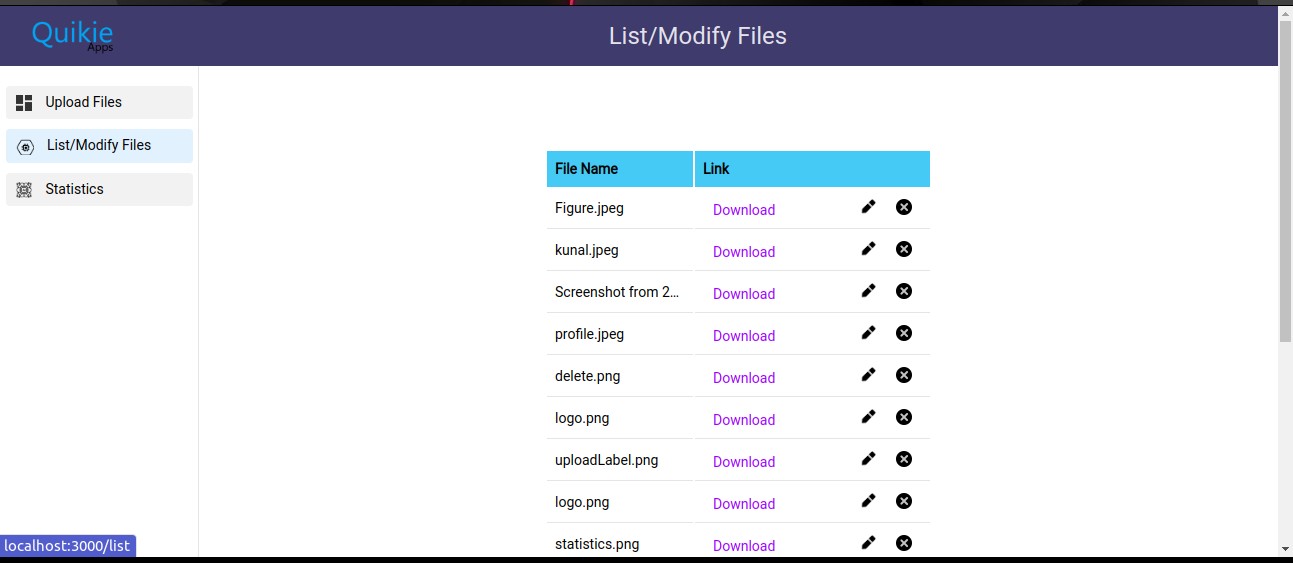 Quikie
Apps
List/Modify Files
Upload Files
List/Modify Files
Statistics
File Name Link
Figure.jpeg Download
kunal.jpeg Download
Screenshot from 2... Download
profile.jpeg Download
delete.png Download
logo.png Download
uploadLabel.png Download
logo.png Download
statistics.png Download
localhost:3000/list